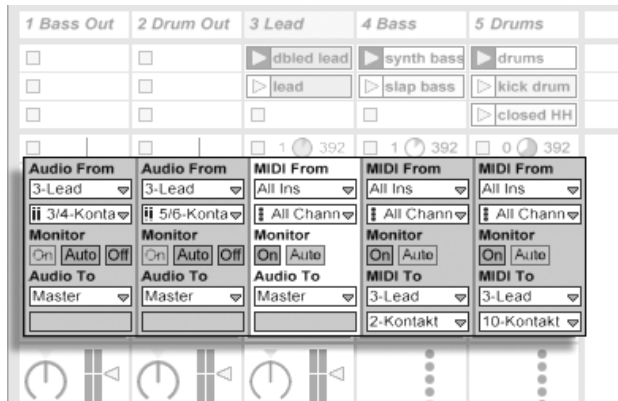 1 Bass Out 2 Drum Out 3 Lead 4 Bass 5 Drums
dbled lead synth bass drums
lead slap bass kick drum
closed HH
1 392 1 392 0 392
Audio From Audio From MIDI From MIDI From MIDI From
3-Lead 3-Lead All Ins All Ins All Ins
3/4-Konta 5/6-Konta All Chann All Chann All Chann
Monitor Monitor Monitor Monitor Monitor
On Auto Off On Auto Off On Auto On Auto On Auto
Audio To Audio To Audio To MIDI To MIDI To
Master Master Master 3-Lead 3-Lead
2-Kontakt 10-Kontakt